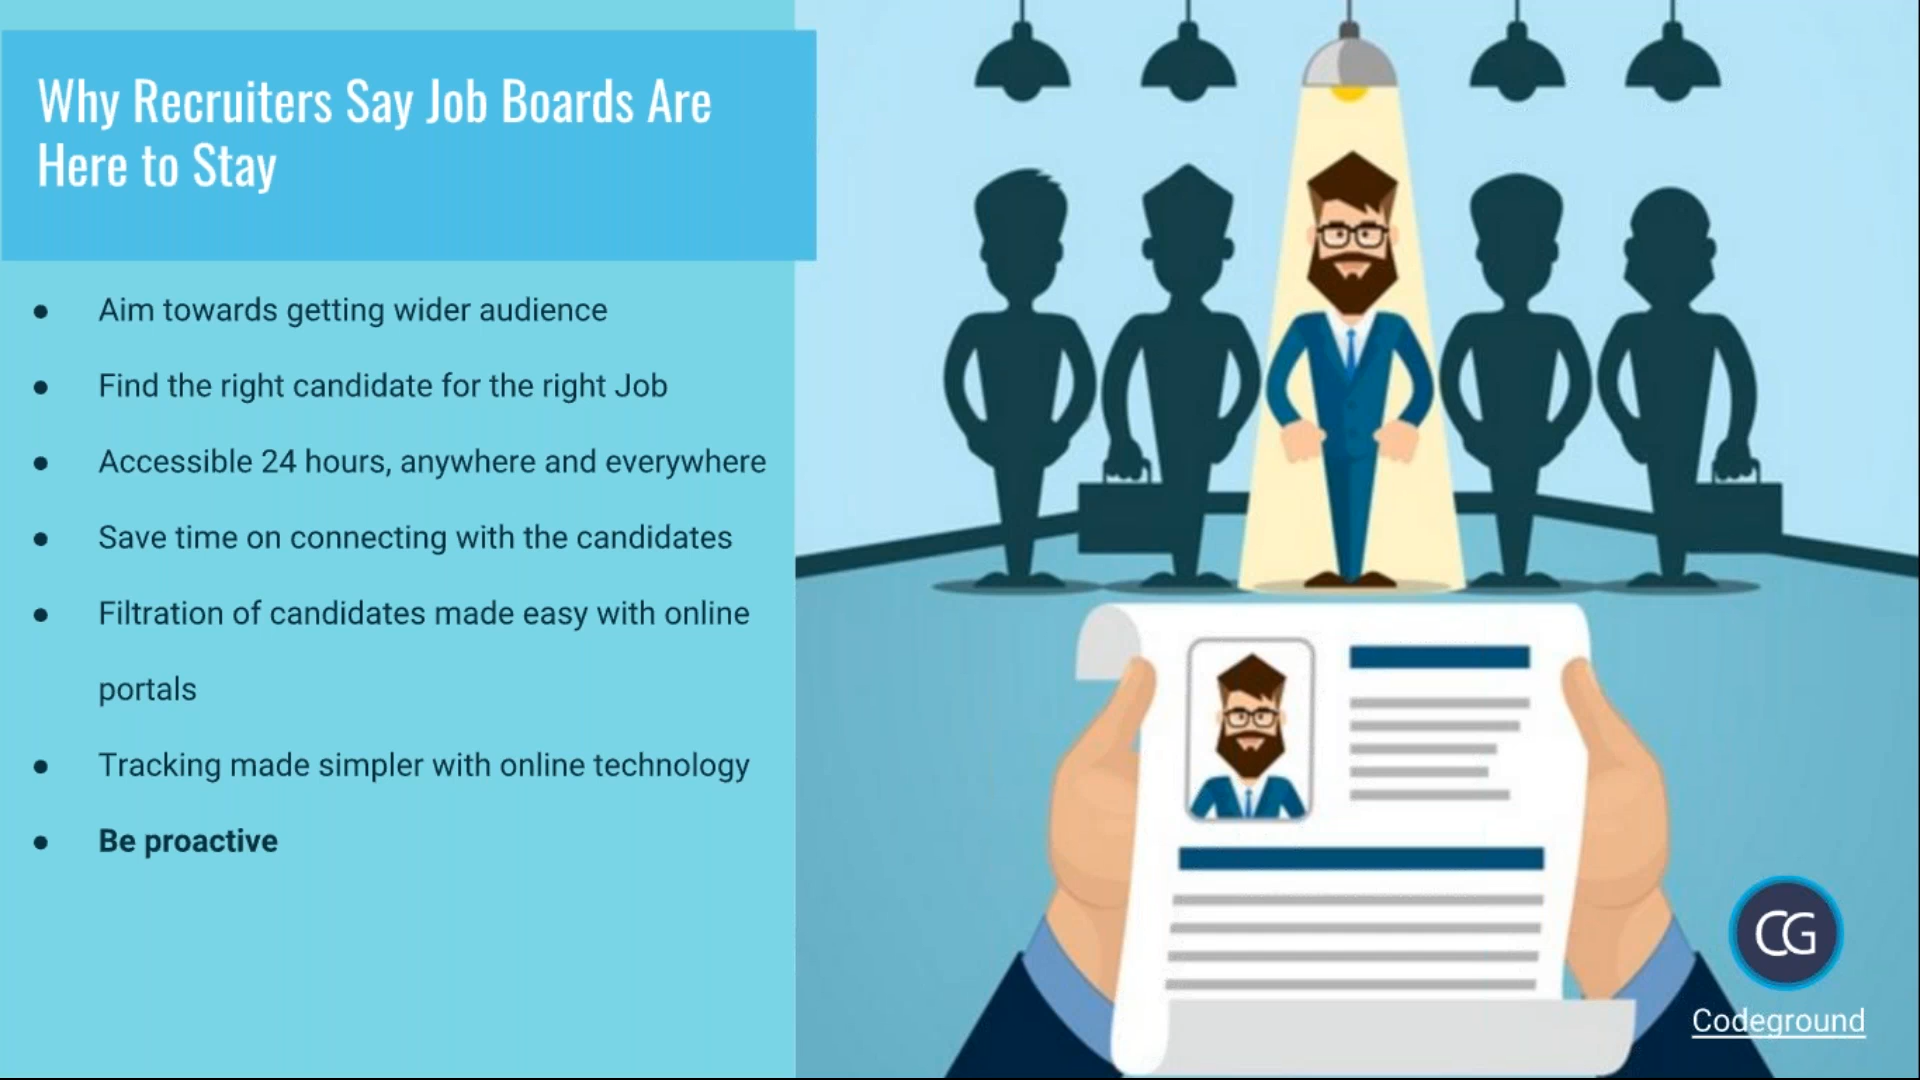 Why Recruiters Say Job Boards Are
Here to Stay
● Aim towards getting wider audience
● Find the right candidate for the right Job
● Accessible 24 hours, anywhere and everywhere
● Save time on connecting with the candidates
● Filtration of candidates made easy with online
portals
● Tracking made simpler with online technology
● Be proactive
CG
Codeground